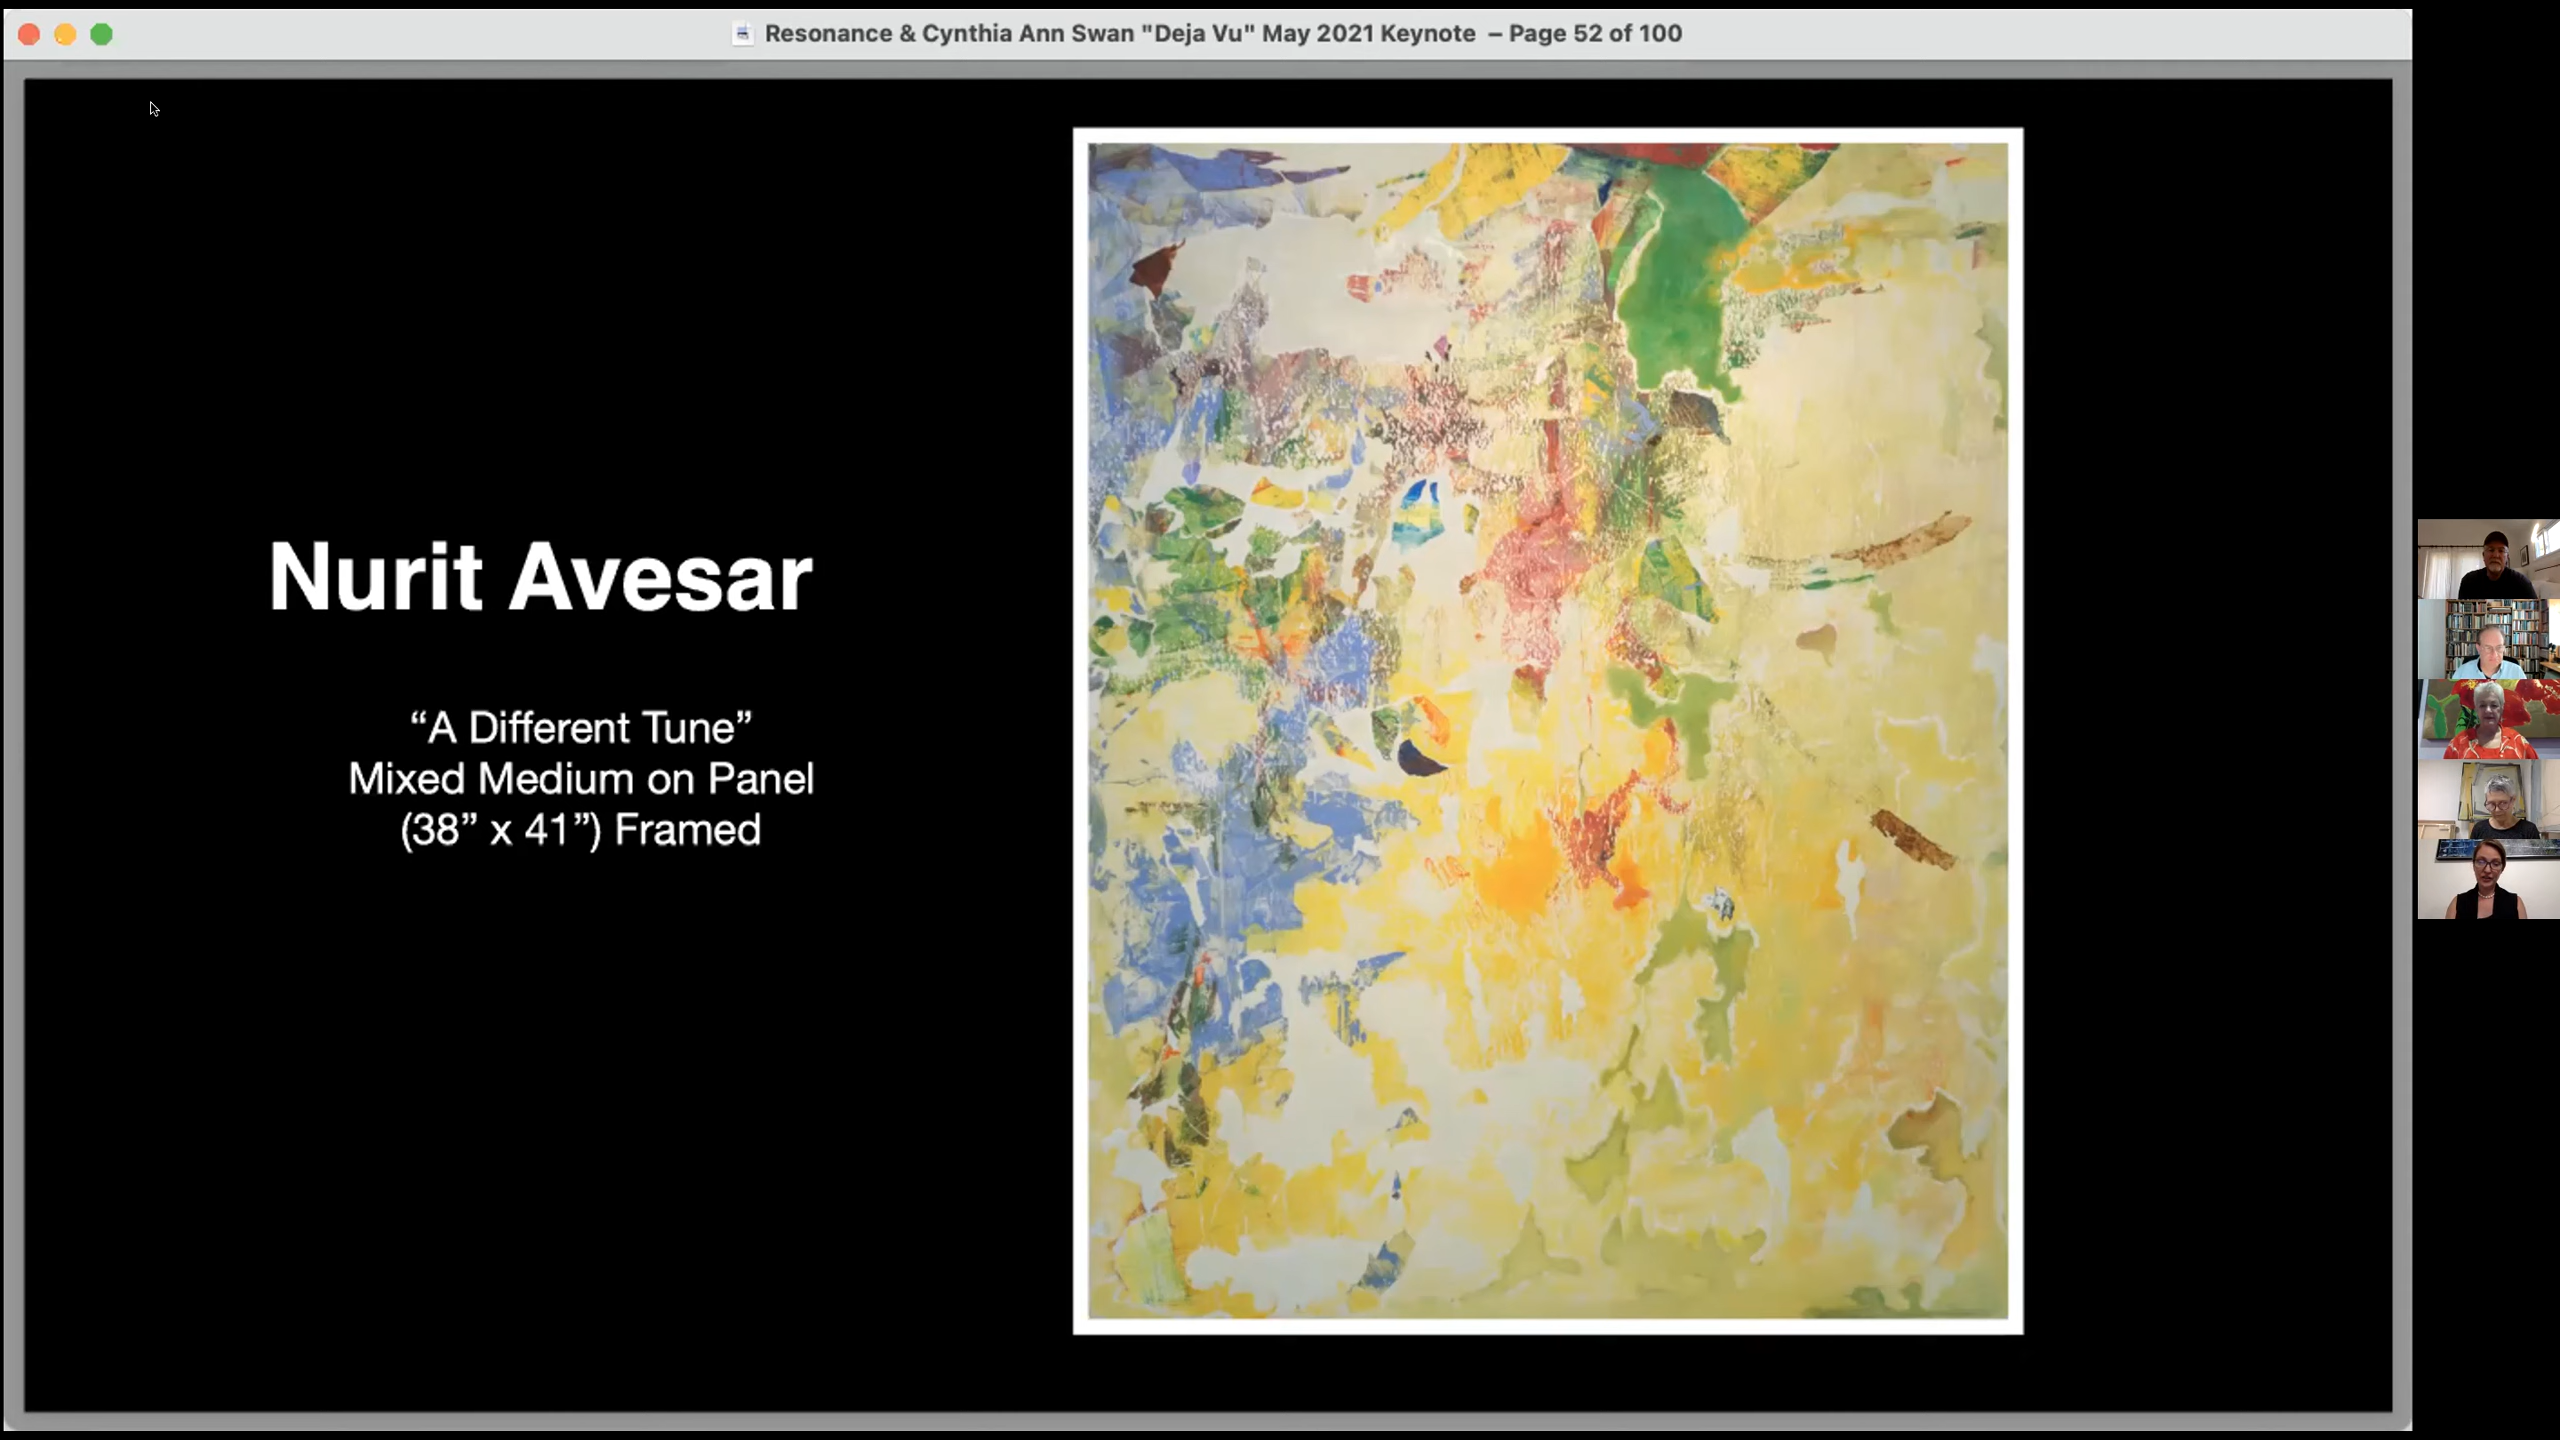 Resonance & Cynthia Ann Swan "Deja Vu" May 2021 Keynote – Page 52 of 100
Nurit Avesar
“A Different Tune”
Mixed Medium on Panel
(38” x 41”) Framed